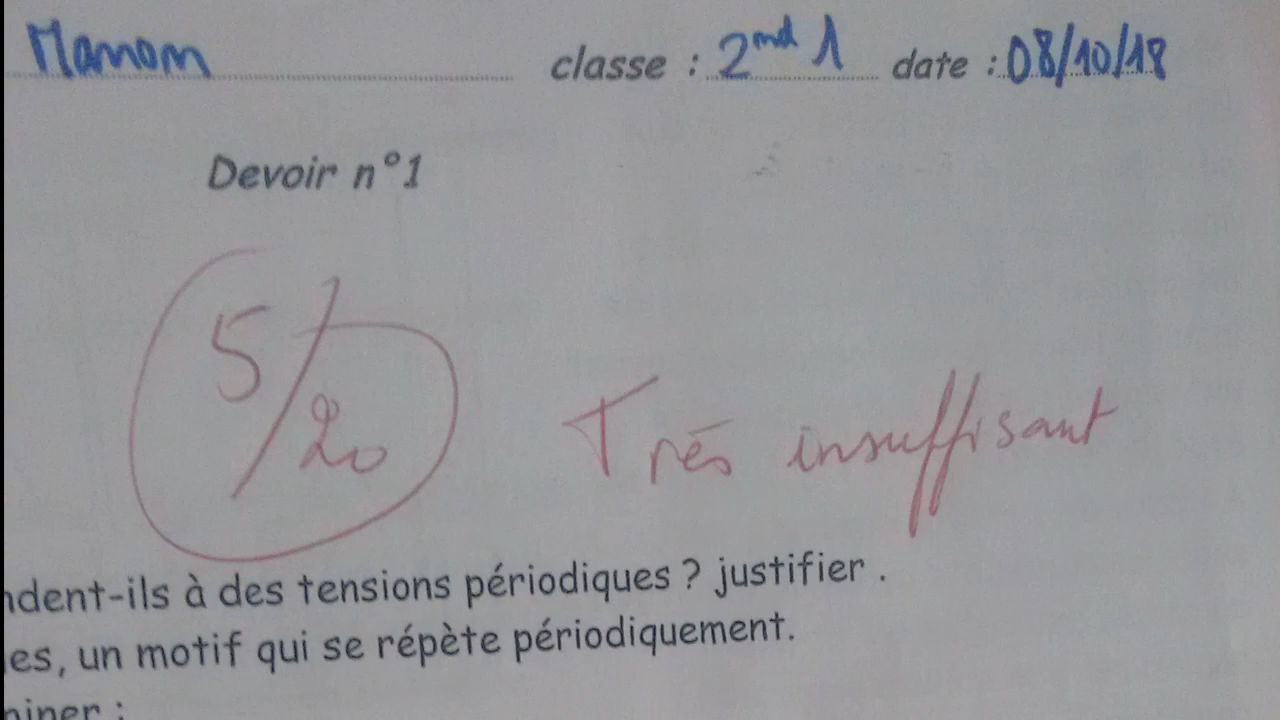 Manon classe : 2nd 1 date : 08/10/18
Devoir n°1
5/20 Très insuffisant
ndent-ils à des tensions périodiques ? justifier .
es, un motif qui se répète périodiquement.
niner :